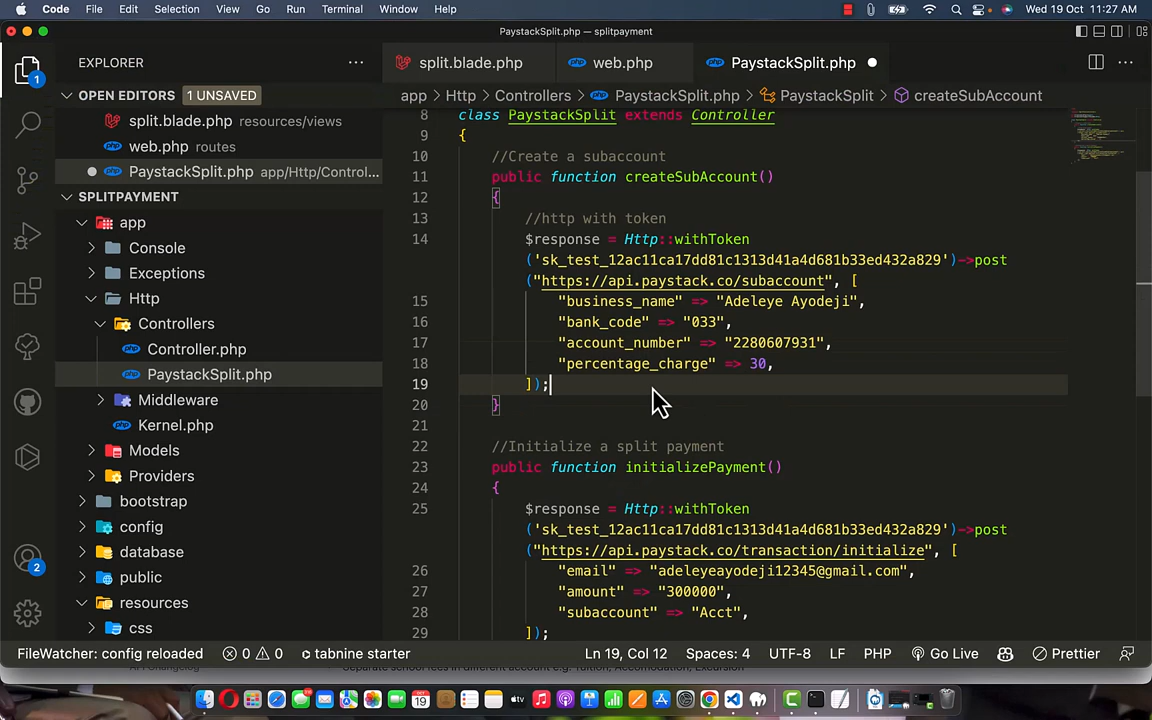 Code File Edit Selection View Go Run Terminal Window Help Wed 19 Oct 11:27 AM
PaystackSplit.php — splitpayment
EXPLORER
split.blade.php
web.php
PaystackSplit.php
OPEN EDITORS 1 UNSAVED
app > Http > Controllers > PaystackSplit.php > PaystackSplit > createSubAccount
split.blade.php resources/views
web.php routes
PaystackSplit.php app/Http/Control...
SPLITPAYMENT
app
Console
Exceptions
Http
Controllers
Controller.php
PaystackSplit.php
Middleware
Kernel.php
Models
Providers
bootstrap
config
database
public
resources
css
1
2
8 class PaystackSplit extends Controller
9 {
10 //Create a subaccount
11 public function createSubAccount()
12 {
13 //http with token
14 $response = Http::withToken
('sk_test_12ac11ca17dd81c1313d41a4d681b33ed432a829')->post
("https://api.paystack.co/subaccount", [
15 "business_name" => "Adeleye Ayodeji",
16 "bank_code" => "033",
17 "account_number" => "2280607931",
18 "percentage_charge" => 30,
19 ]);
20 }
21
22 //Initialize a split payment
23 public function initializePayment()
24 {
25 $response = Http::withToken
('sk_test_12ac11ca17dd81c1313d41a4d681b33ed432a829')->post
("https://api.paystack.co/transaction/initialize", [
26 "email" => "adeleyeayodeji12345@gmail.com",
27 "amount" => "300000",
28 "subaccount" => "Acct",
29 ]);
FileWatcher: config reloaded 0 0 tabnine starter Ln 19, Col 12 Spaces: 4 UTF-8 LF PHP Go Live Prettier